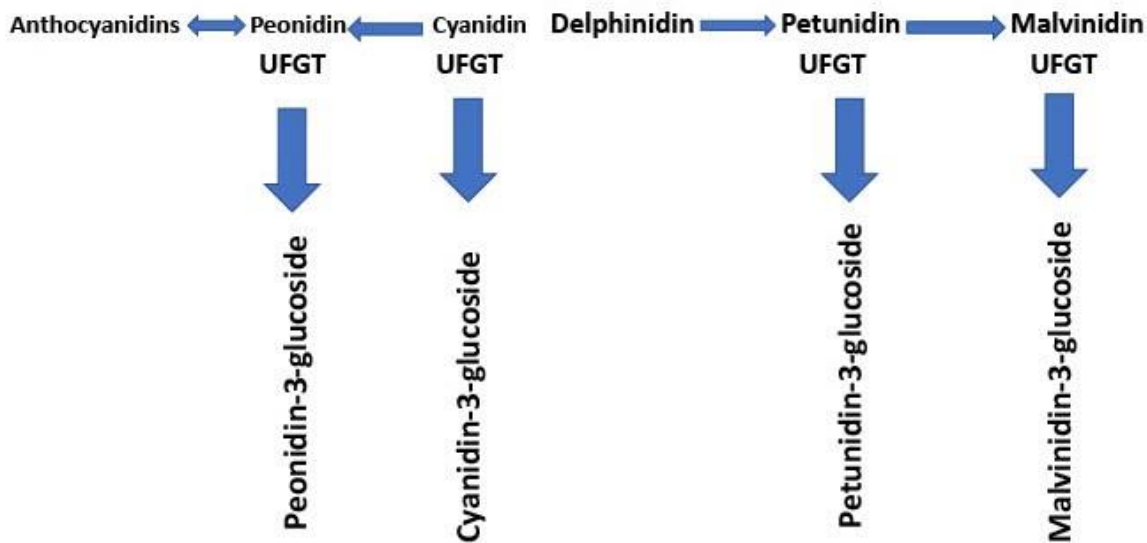 Anthocyanidins Peonidin Cyanidin Delphinidin Petunidin Malvinidin
UFGT UFGT UFGT UFGT
Peonidin-3-glucoside
Cyanidin-3-glucoside
Petunidin-3-glucoside
Malvinidin-3-glucoside